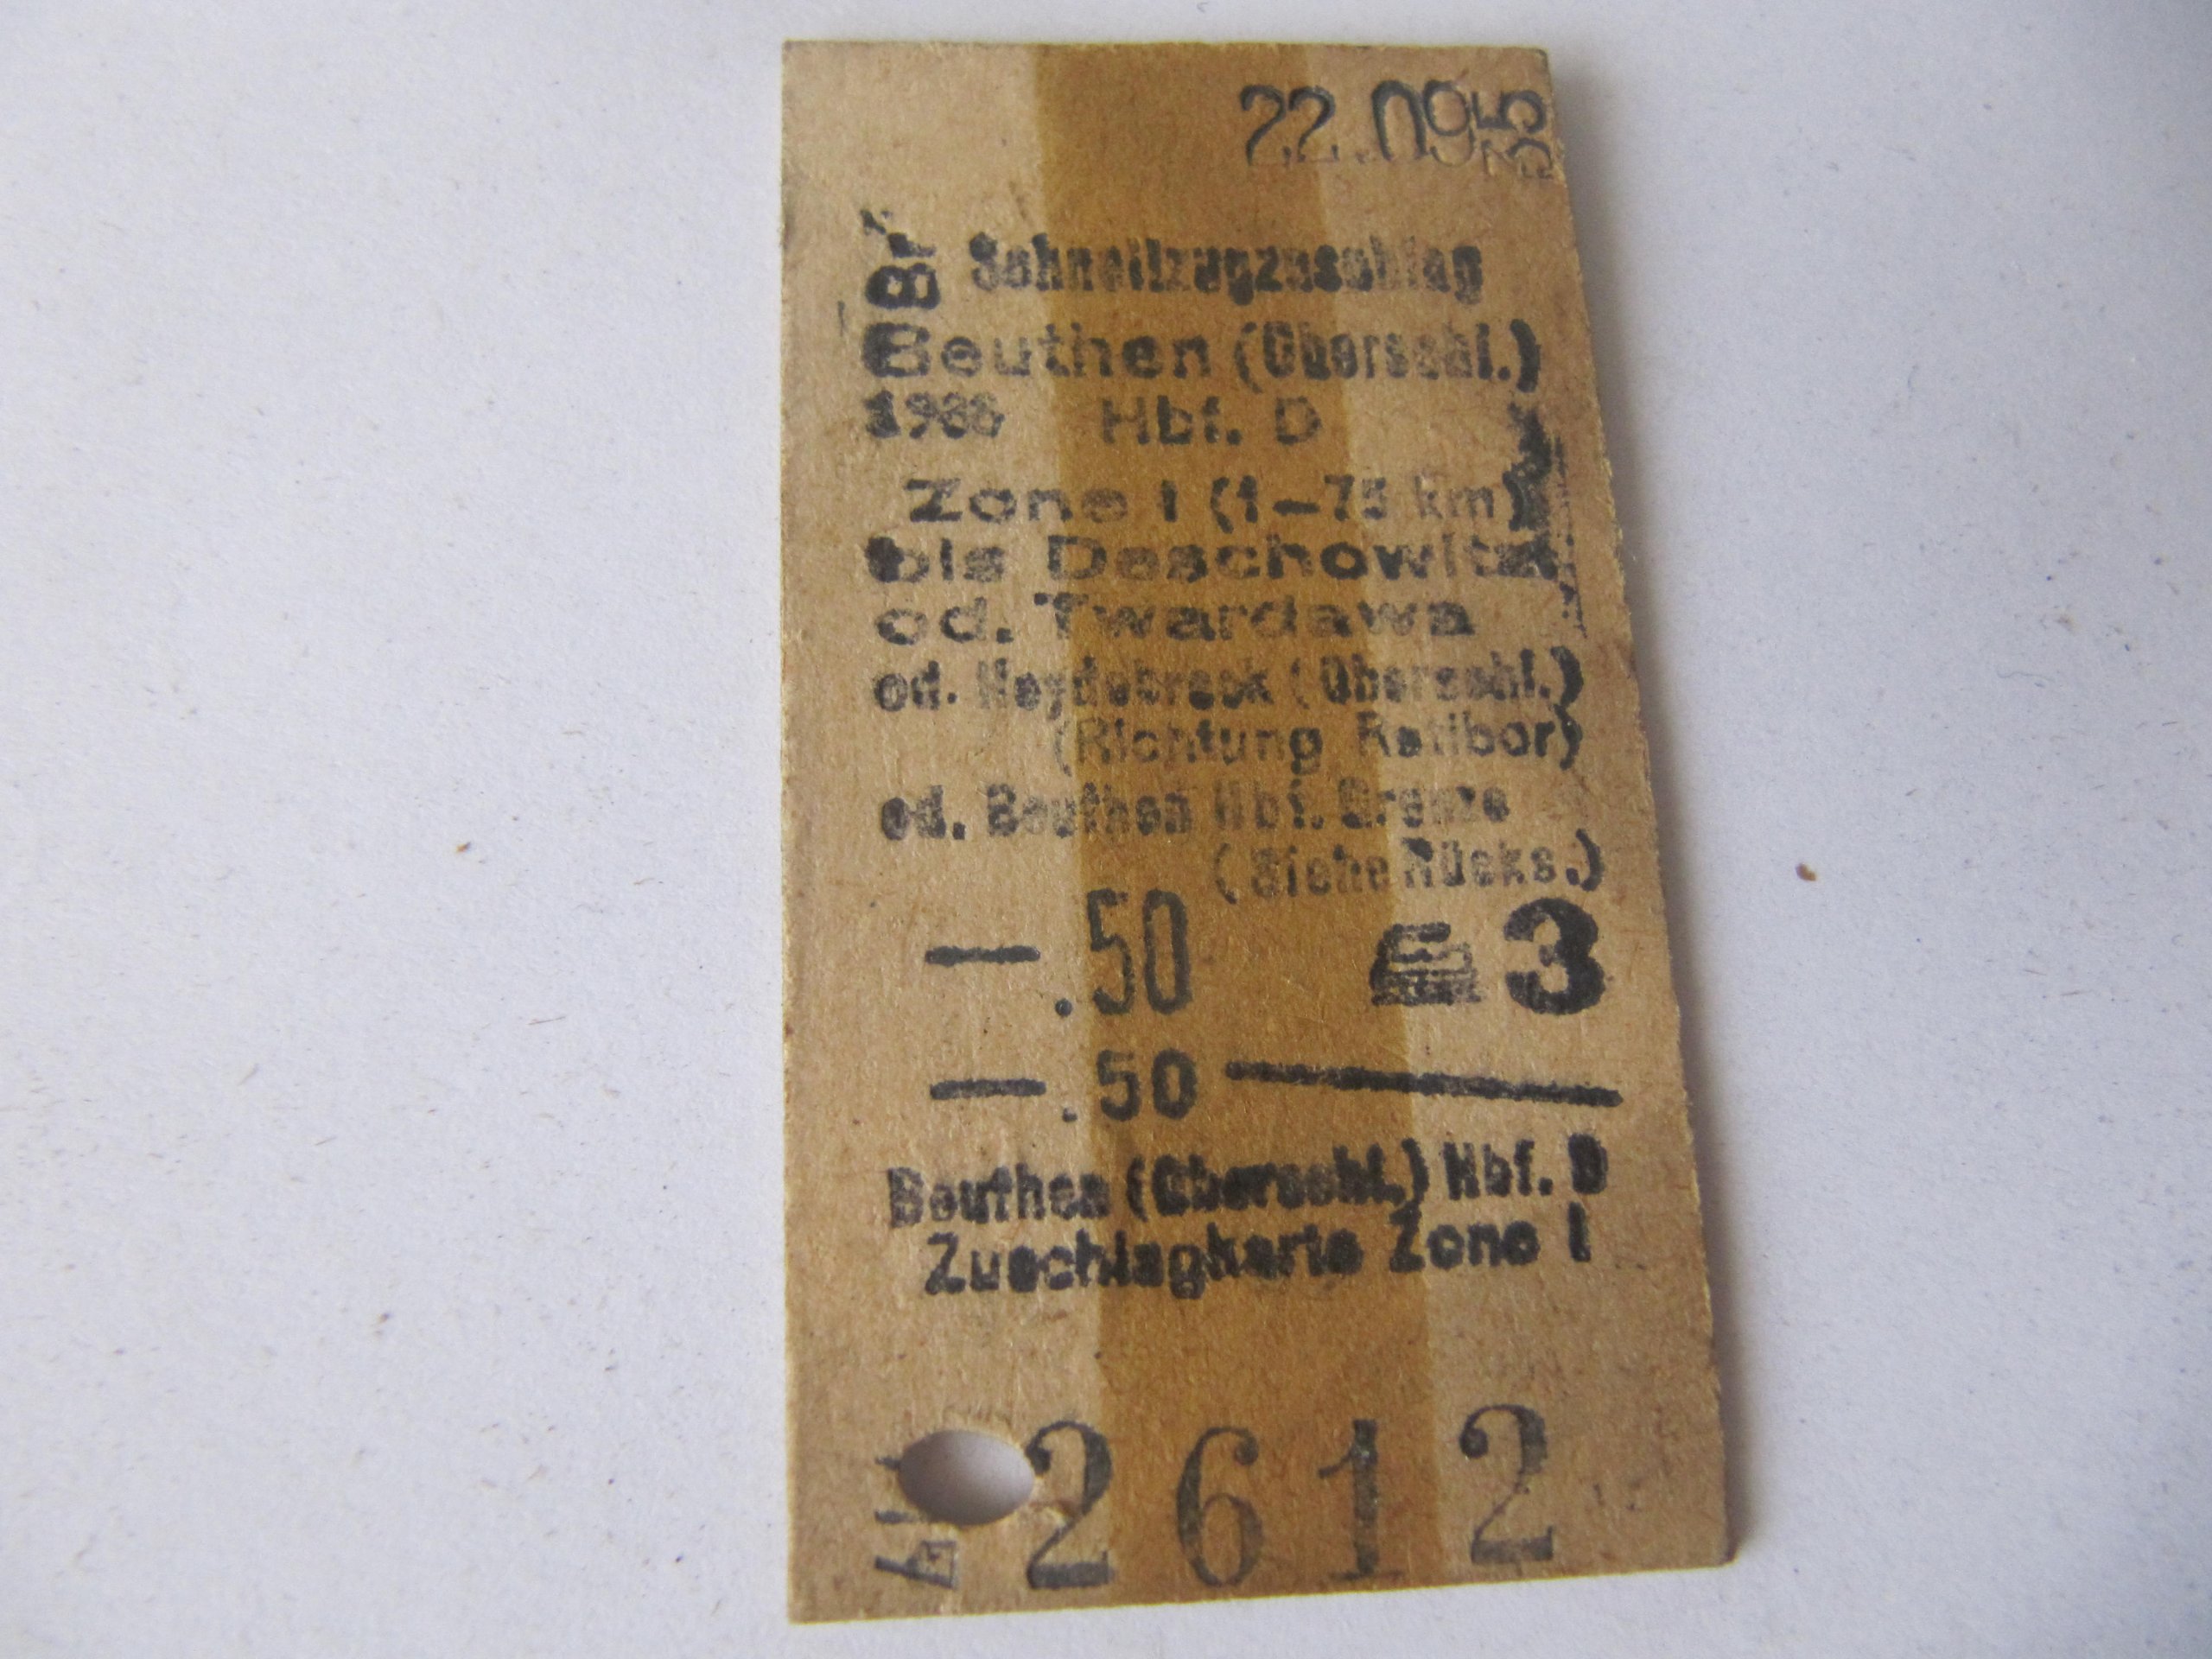 22.09 35
Schnellzugzuschlag
Beuthen (Oberschl.)
Hbf. D
Zone I (1–75 km)
bis Deschowitz
od. Twardawa
od. Heydebreck (Oberschl.)
(Richtung Ratibor)
od. Beuthen Hbf. Grenze
(Siehe Rücks.)
—.50 3
—.50
Beuthen (Oberschl.) Hbf. D
Zuschlagkarte Zone I
2612